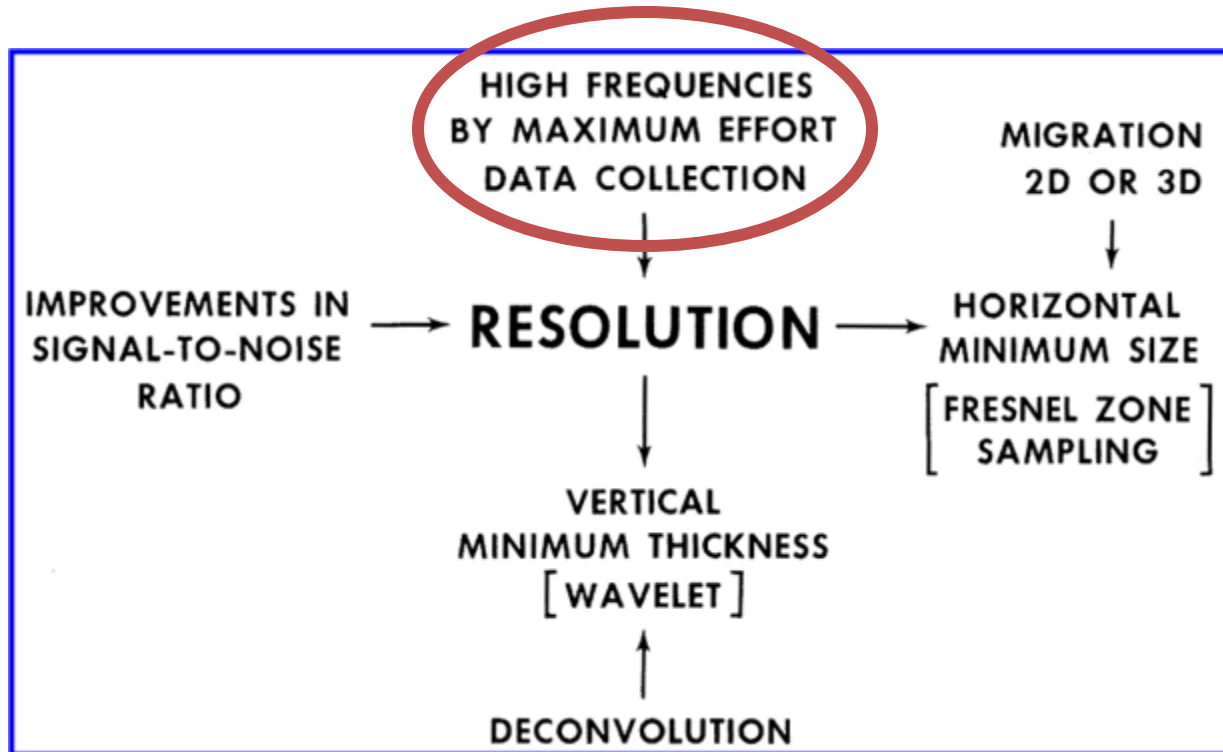 HIGH FREQUENCIES
BY MAXIMUM EFFORT
DATA COLLECTION
MIGRATION
2D OR 3D
IMPROVEMENTS IN
SIGNAL-TO-NOISE
RATIO
RESOLUTION
HORIZONTAL
MINIMUM SIZE
[FRESNEL ZONE
SAMPLING]
VERTICAL
MINIMUM THICKNESS
[WAVELET]
DECONVOLUTION